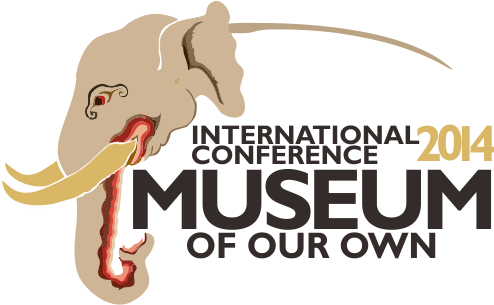 INTERNATIONAL
CONFERENCE 2014
MUSEUM
OF OUR OWN